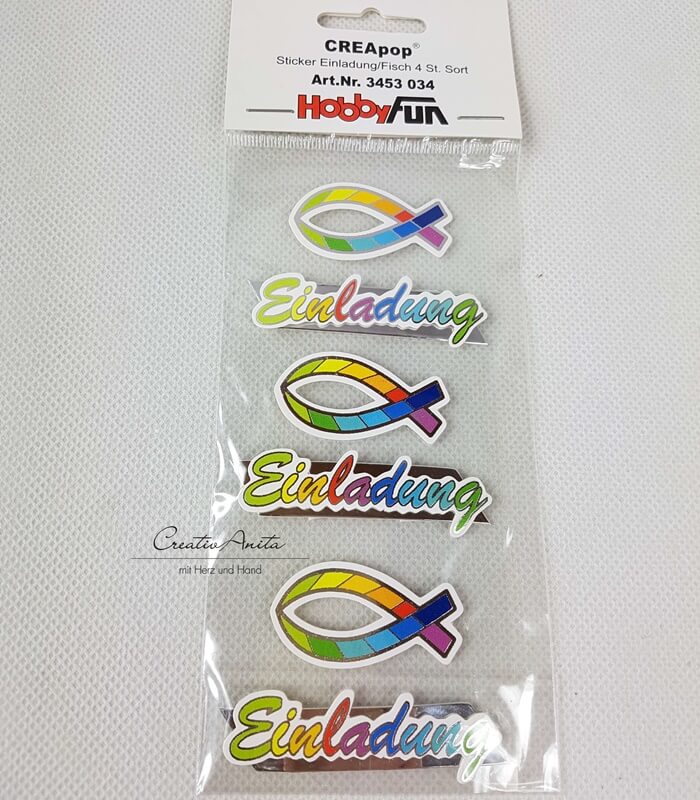 CREApop®
Sticker Einladung/Fisch 4 St. Sort
Art.Nr. 3453 034
HobbyFun
Einladung
Einladung
CreativAnita
mit Herz und Hand
Einladung